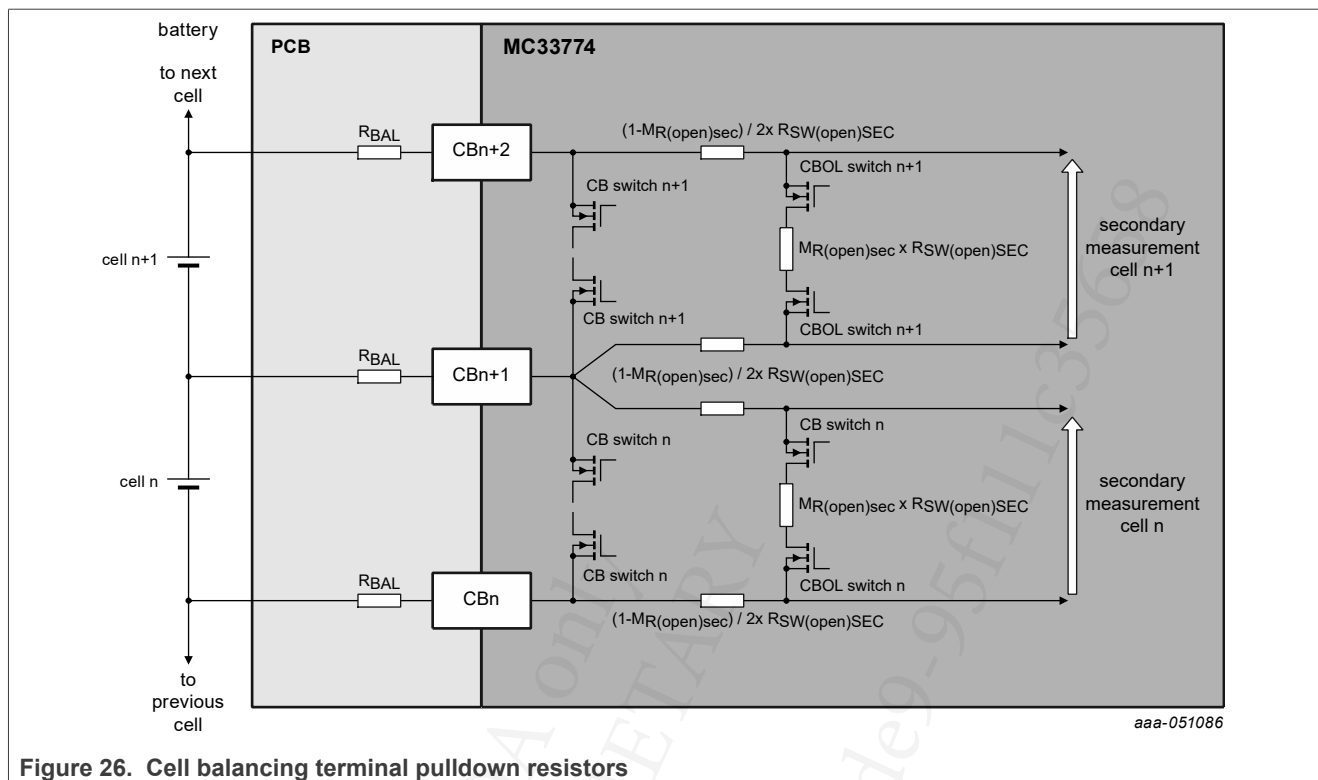 battery
PCB
MC33774
to next
cell
RBAL
CBn+2
(1-MR(open)sec) / 2x RSW(open)SEC
CBOL switch n+1
CB switch n+1
cell n+1
MR(open)sec x RSW(open)SEC
secondary
measurement
cell n+1
CB switch n+1
CBOL switch n+1
RBAL
CBn+1
(1-MR(open)sec) / 2x RSW(open)SEC
CB switch n
CB switch n
cell n
MR(open)sec x RSW(open)SEC
secondary
measurement
cell n
CB switch n
CBOL switch n
RBAL
CBn
(1-MR(open)sec) / 2x RSW(open)SEC
to
previous
cell
aaa-051086
Figure 26. Cell balancing terminal pulldown resistors
A only
ETARY
de9-95f111c35658